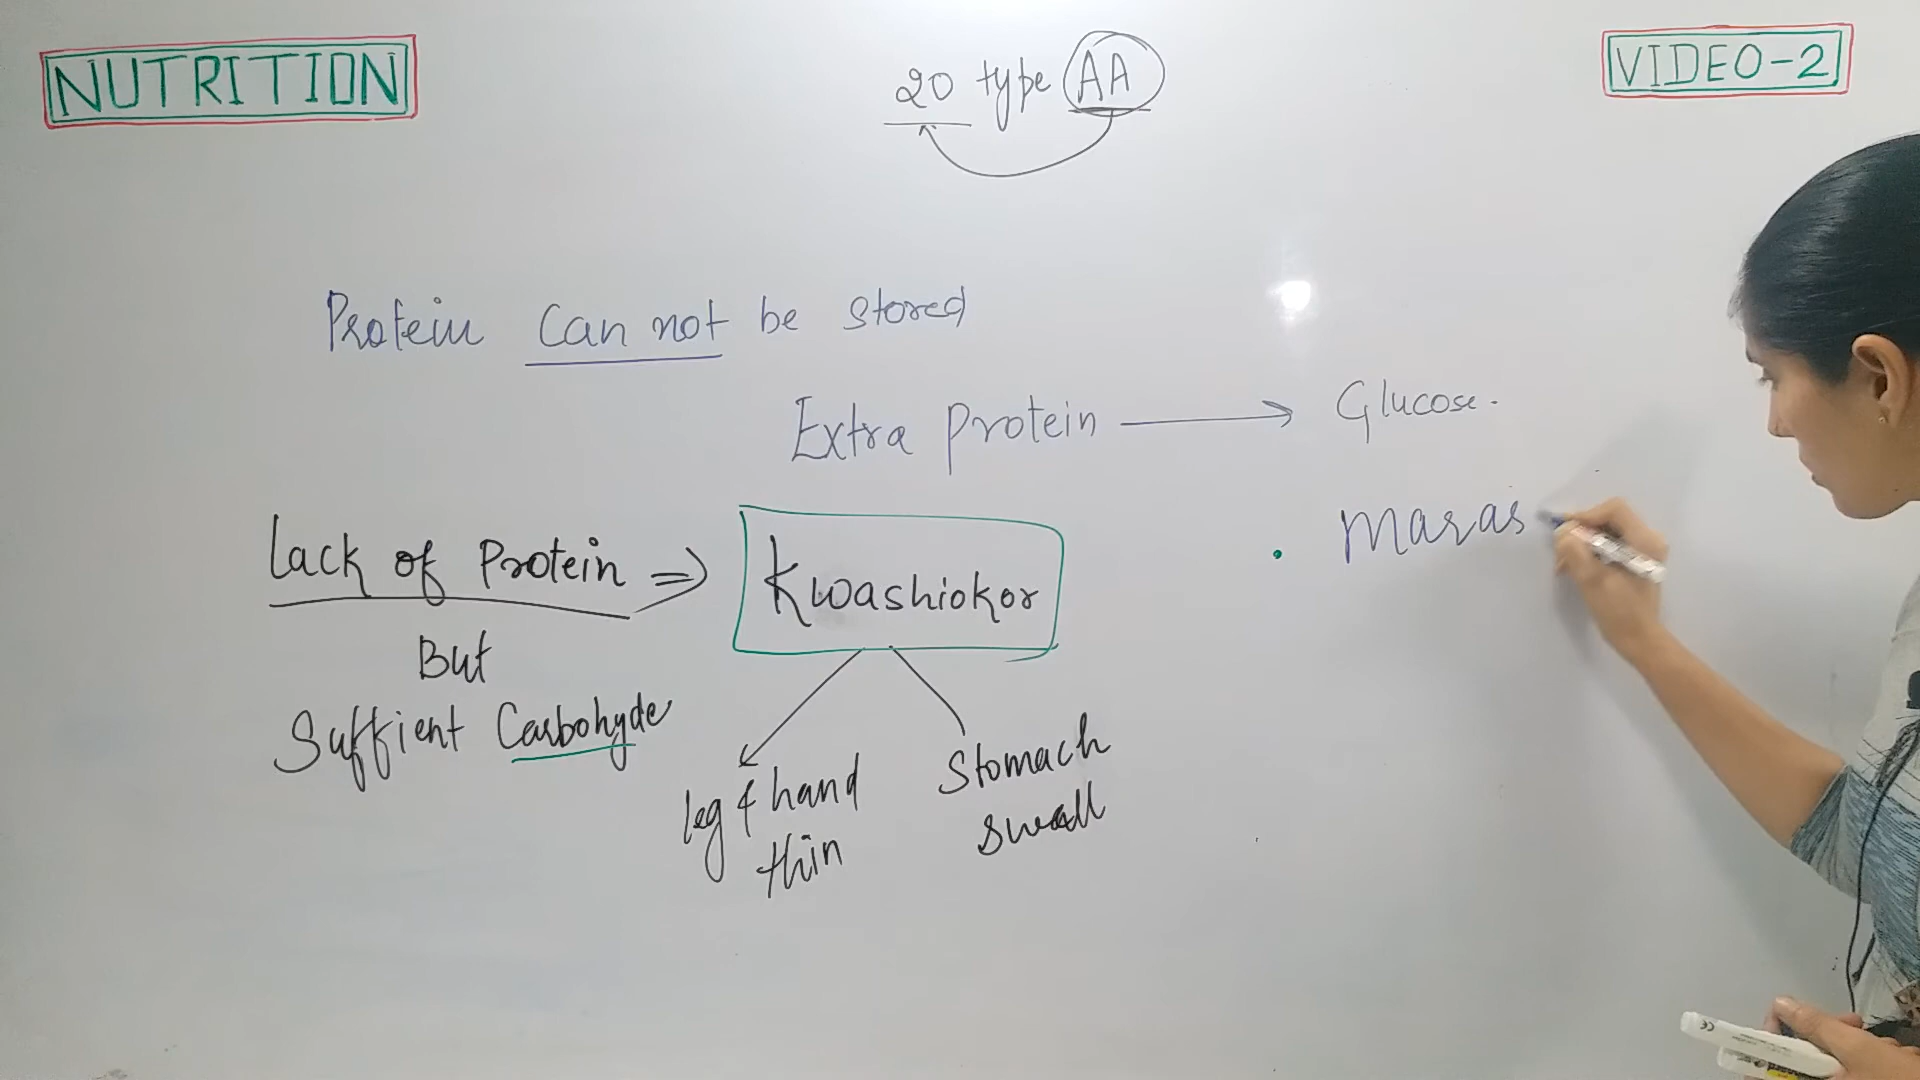 NUTRITION
20 type AA
VIDEO-2
Protein Can not be stored
Extra Protein → Glucose.
Lack of Protein ⇒
But
Suffient Carbohyde
Kwashiokor
leg & hand
thin
Stomach
swell
• Maras